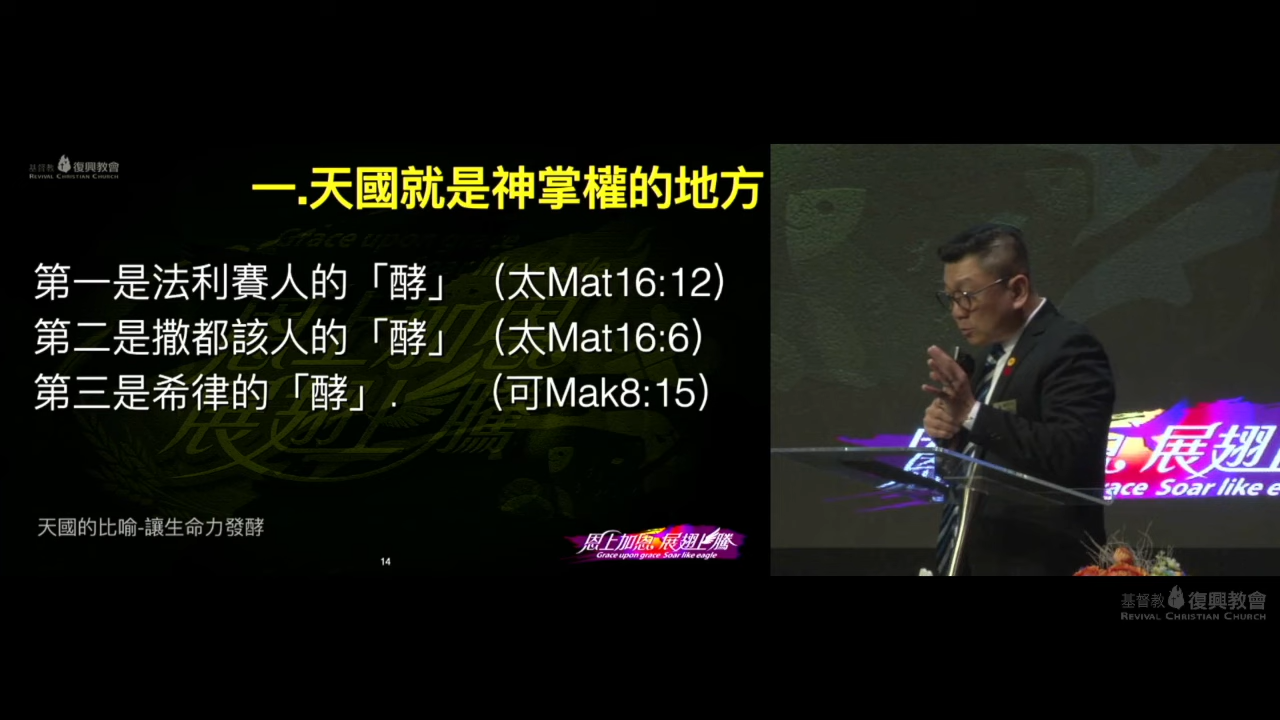 基督教 復興教會
REVIVAL CHRISTIAN CHURCH
一.天國就是神掌權的地方
第一是法利賽人的「酵」（太Mat16:12）
第二是撒都該人的「酵」（太Mat16:6）
第三是希律的「酵」. （可Mak8:15）
天國的比喻-讓生命力發酵
14
恩上加恩 展翅上騰
Grace upon grace Soar like eagle
展翅
ace Soar like e
基督教 復興教會
REVIVAL CHRISTIAN CHURCH